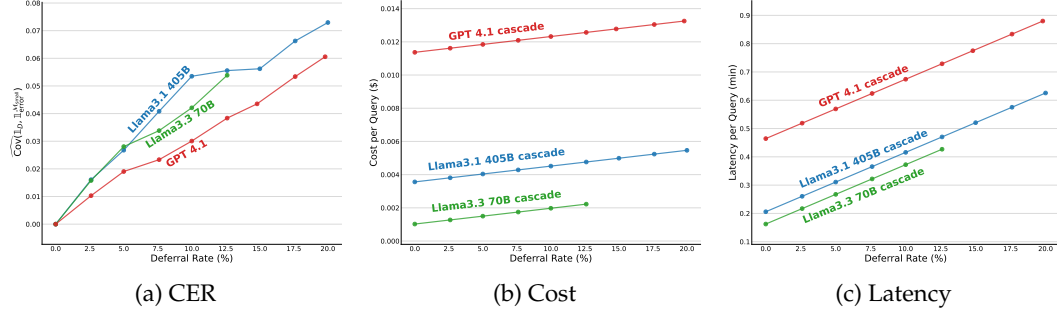 0.08
0.07
0.06
0.05
0.04
0.03
0.02
0.01
0.00
Llama3.1 405B
Llama3.3 70B
GPT 4.1
0.0 2.5 5.0 7.5 10.0 12.5 15.0 17.5 20.0
Deferral Rate (%)
(a) CER
Cost per Query ($)
0.014
0.012
0.010
0.008
0.006
0.004
0.002
0.000
GPT 4.1 cascade
Llama3.1 405B cascade
Llama3.3 70B cascade
0.0 2.5 5.0 7.5 10.0 12.5 15.0 17.5 20.0
Deferral Rate (%)
(b) Cost
Latency per Query (min)
0.9
0.8
0.7
0.6
0.5
0.4
0.3
0.2
0.1
GPT 4.1 cascade
Llama3.1 405B cascade
Llama3.3 70B cascade
0.0 2.5 5.0 7.5 10.0 12.5 15.0 17.5 20.0
Deferral Rate (%)
(c) Latency